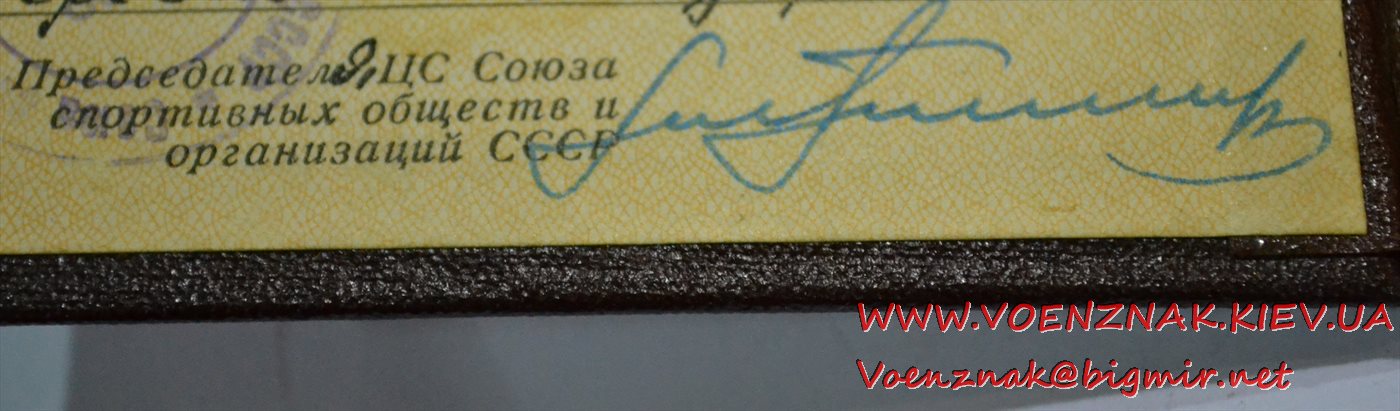 Председатель ЦС Союза
спортивных обществ и
организаций СССР
WWW.VOENZNAK.KIEV.UA
Voenznak@bigmir.net